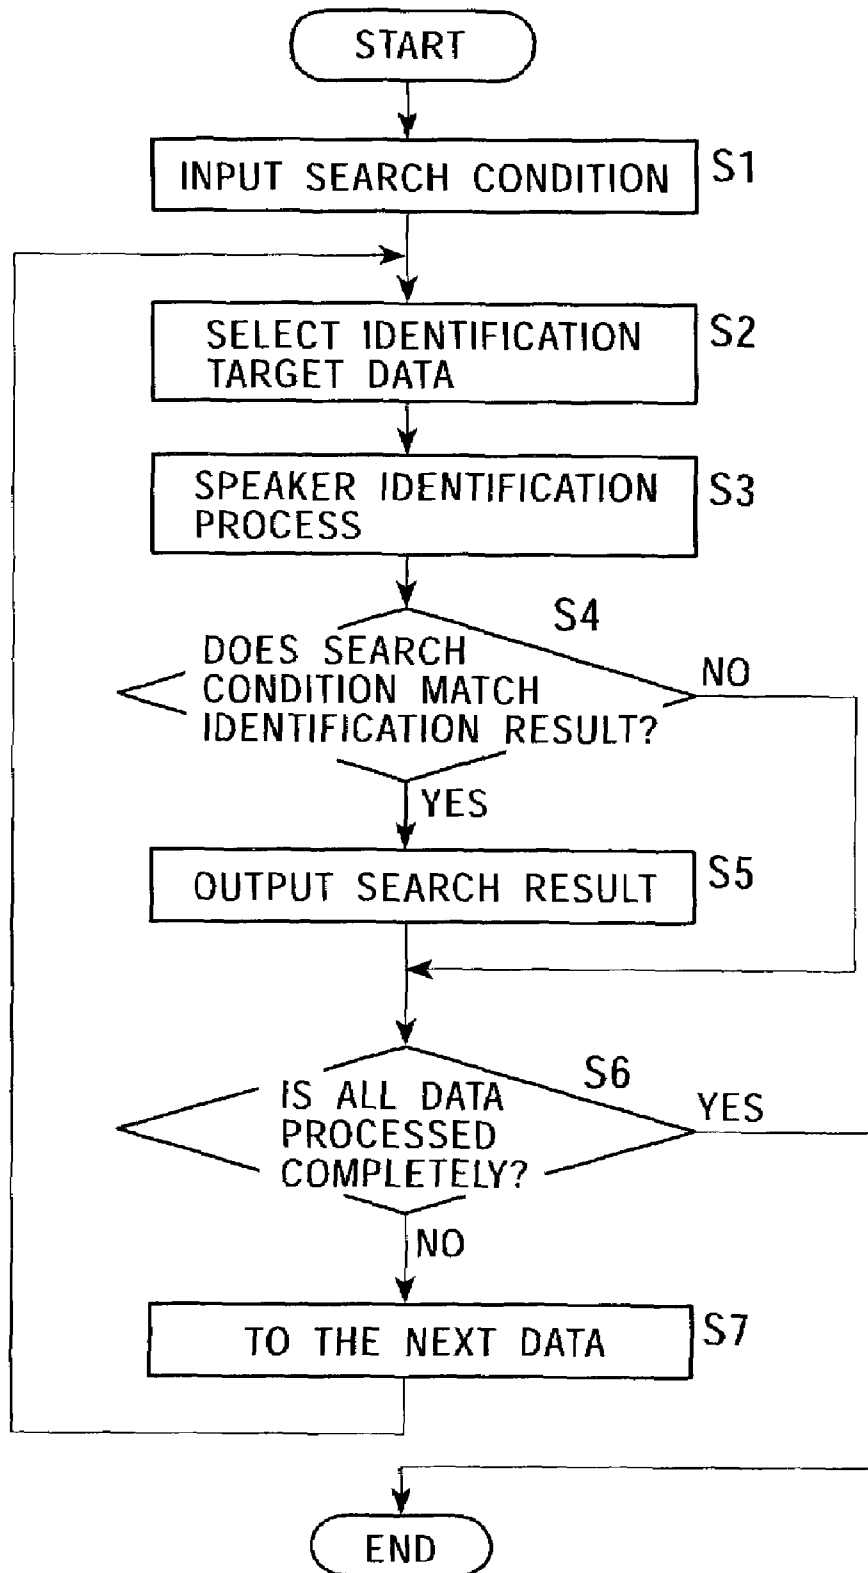 START
INPUT SEARCH CONDITION
S1
SELECT IDENTIFICATION
TARGET DATA
S2
SPEAKER IDENTIFICATION
PROCESS
S3
S4
DOES SEARCH
CONDITION MATCH
IDENTIFICATION RESULT?
NO
YES
OUTPUT SEARCH RESULT
S5
S6
IS ALL DATA
PROCESSED
COMPLETELY?
YES
NO
TO THE NEXT DATA
S7
END